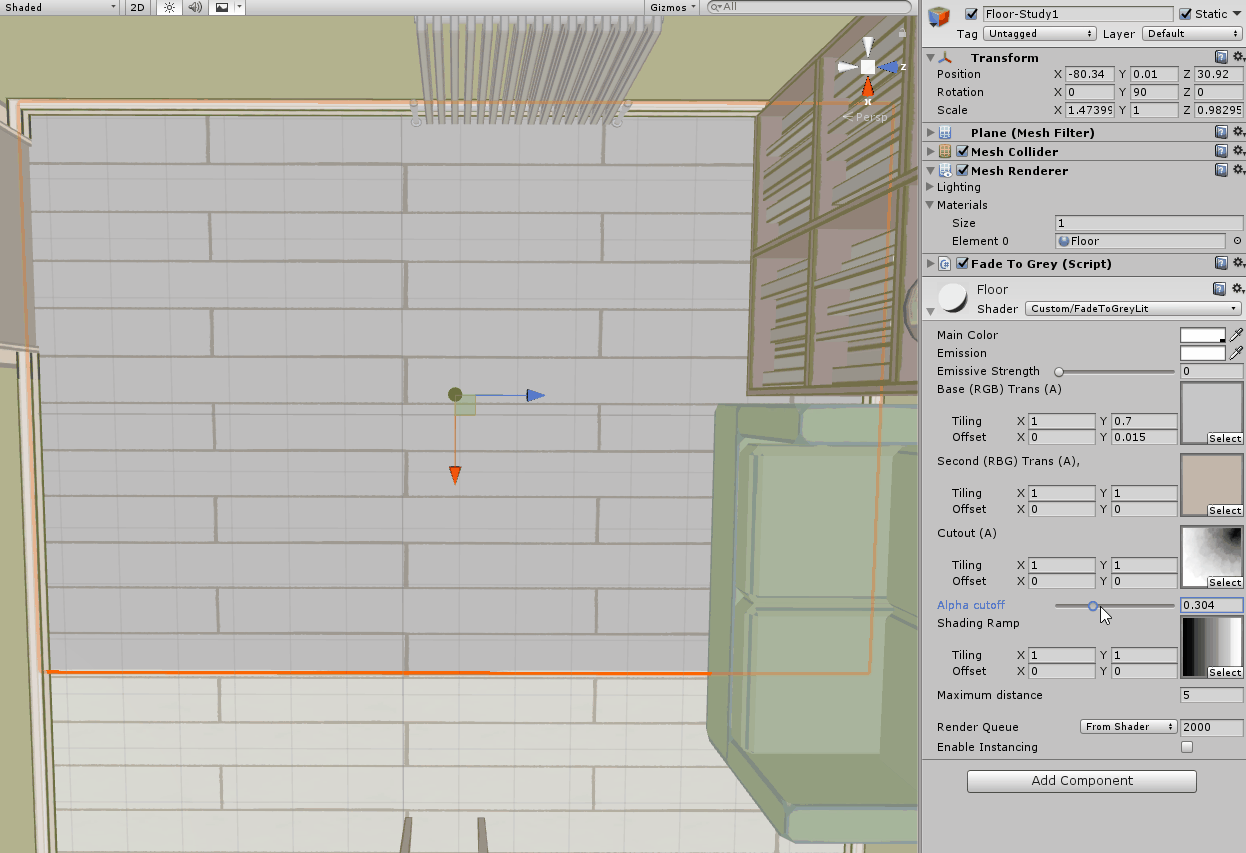 Shaded 2D Gizmos All
z
x
Persp
Floor-Study1 Static
Tag Untagged Layer Default
Transform
Position X -80.34 Y 0.01 Z 30.92
Rotation X 0 Y 90 Z 0
Scale X 1.47399 Y 1 Z 0.98295
Plane (Mesh Filter)
Mesh Collider
Mesh Renderer
Lighting
Materials
Size 1
Element 0 Floor
Fade To Grey (Script)
Floor
Shader Custom/FadeToGreyLit
Main Color
Emission
Emissive Strength 0
Base (RGB) Trans (A)
Tiling X 1 Y 0.7
Offset X 0 Y 0.015 Select
Second (RBG) Trans (A),
Tiling X 1 Y 1
Offset X 0 Y 0 Select
Cutout (A)
Tiling X 1 Y 1
Offset X 0 Y 0 Select
Alpha cutoff 0.304
Shading Ramp
Tiling X 1 Y 1
Offset X 0 Y 0 Select
Maximum distance 5
Render Queue From Shader 2000
Enable Instancing
Add Component